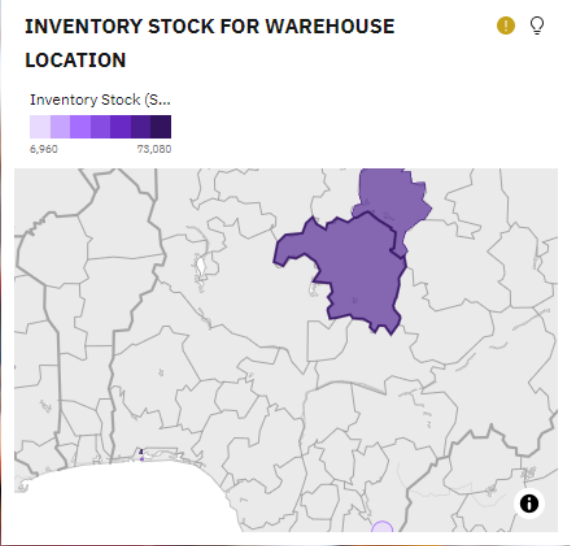 INVENTORY STOCK FOR WAREHOUSE
LOCATION
Inventory Stock (S...
6,960 73,080